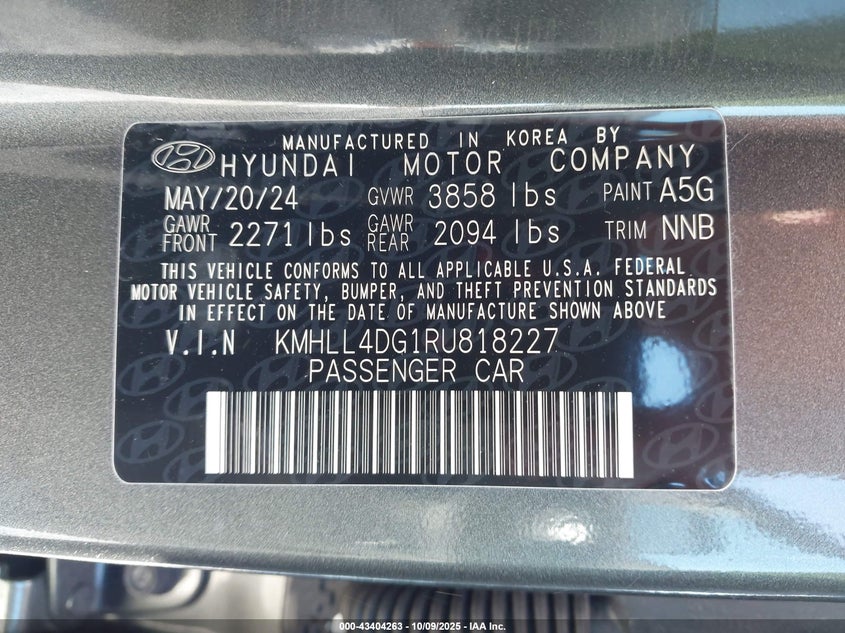 MANUFACTURED IN KOREA BY
HYUNDAI MOTOR COMPANY
MAY/20/24 GVWR 3858 lbs PAINT A5G
GAWR FRONT 2271 lbs GAWR REAR 2094 lbs TRIM NNB
THIS VEHICLE CONFORMS TO ALL APPLICABLE U.S.A. FEDERAL
MOTOR VEHICLE SAFETY, BUMPER, AND THEFT PREVENTION STANDARDS
IN EFFECT ON THE DATE OF MANUFACTURE SHOWN ABOVE
V.I.N KMHLL4DG1RU818227
PASSENGER CAR
000-43404263 - 10/09/2025 - IAA Inc.